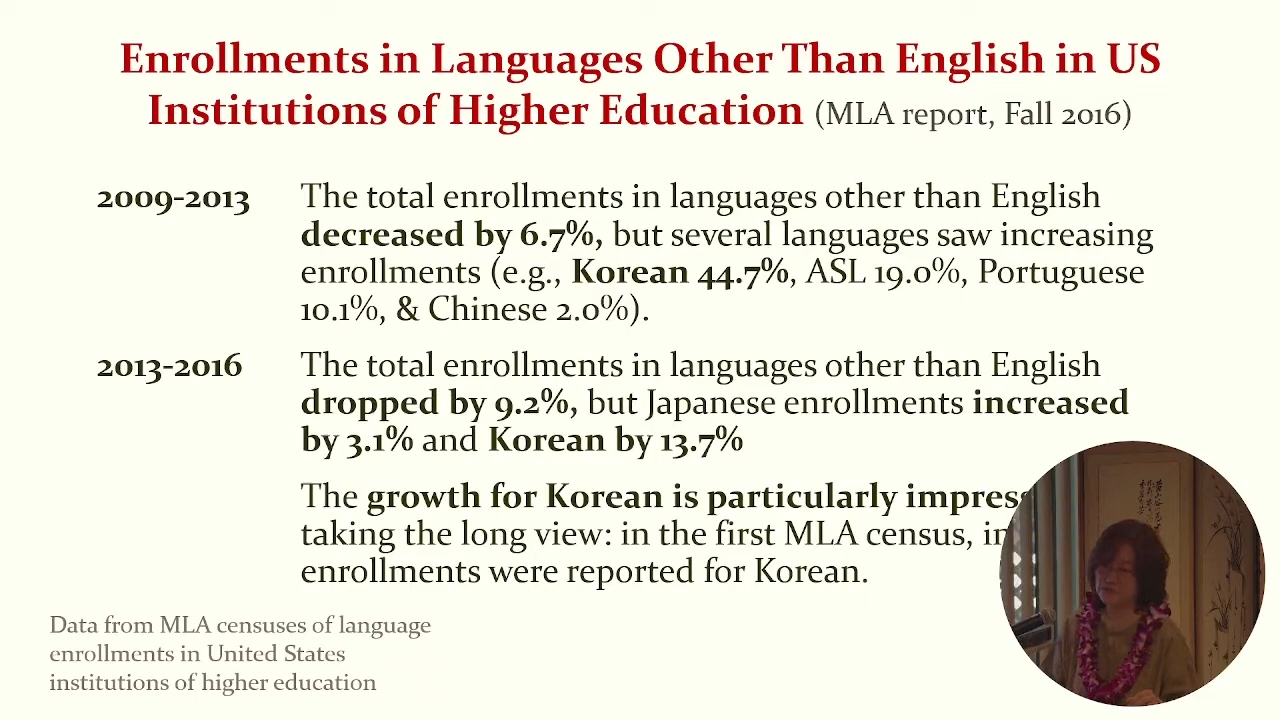 Enrollments in Languages Other Than English in US
Institutions of Higher Education (MLA report, Fall 2016)
2009-2013
The total enrollments in languages other than English
decreased by 6.7%, but several languages saw increasing
enrollments (e.g., Korean 44.7%, ASL 19.0%, Portuguese
10.1%, & Chinese 2.0%).
2013-2016
The total enrollments in languages other than English
dropped by 9.2%, but Japanese enrollments increased
by 3.1% and Korean by 13.7%
The growth for Korean is particularly
taking the long view: in the first MLA census,
enrollments were reported for Korean.
Data from MLA censuses of language
enrollments in United States
institutions of higher education